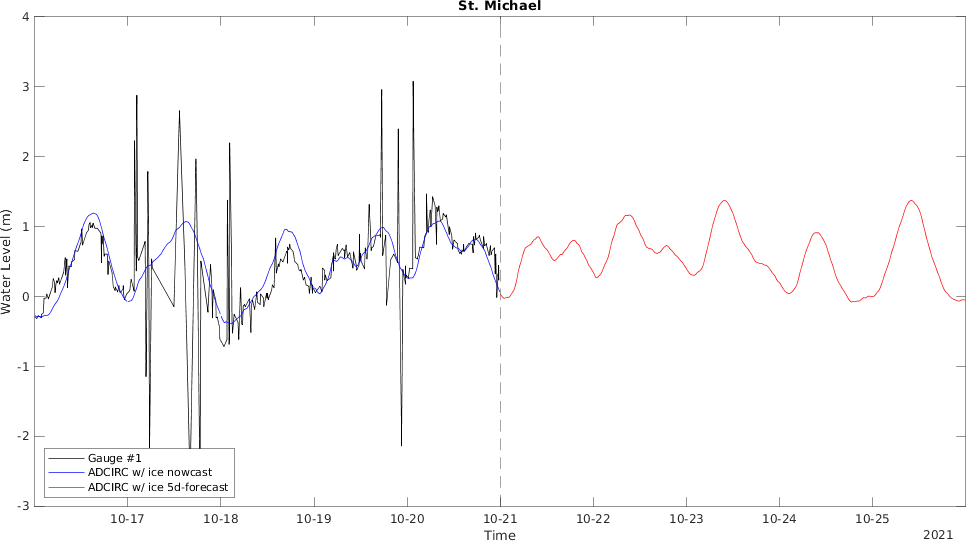 St. Michael
Water Level (m)
4
3
2
1
0
-1
-2
-3
Gauge #1
ADCIRC w/ ice nowcast
ADCIRC w/ ice 5d-forecast
10-17 10-18 10-19 10-20 10-21 10-22 10-23 10-24 10-25
Time
2021